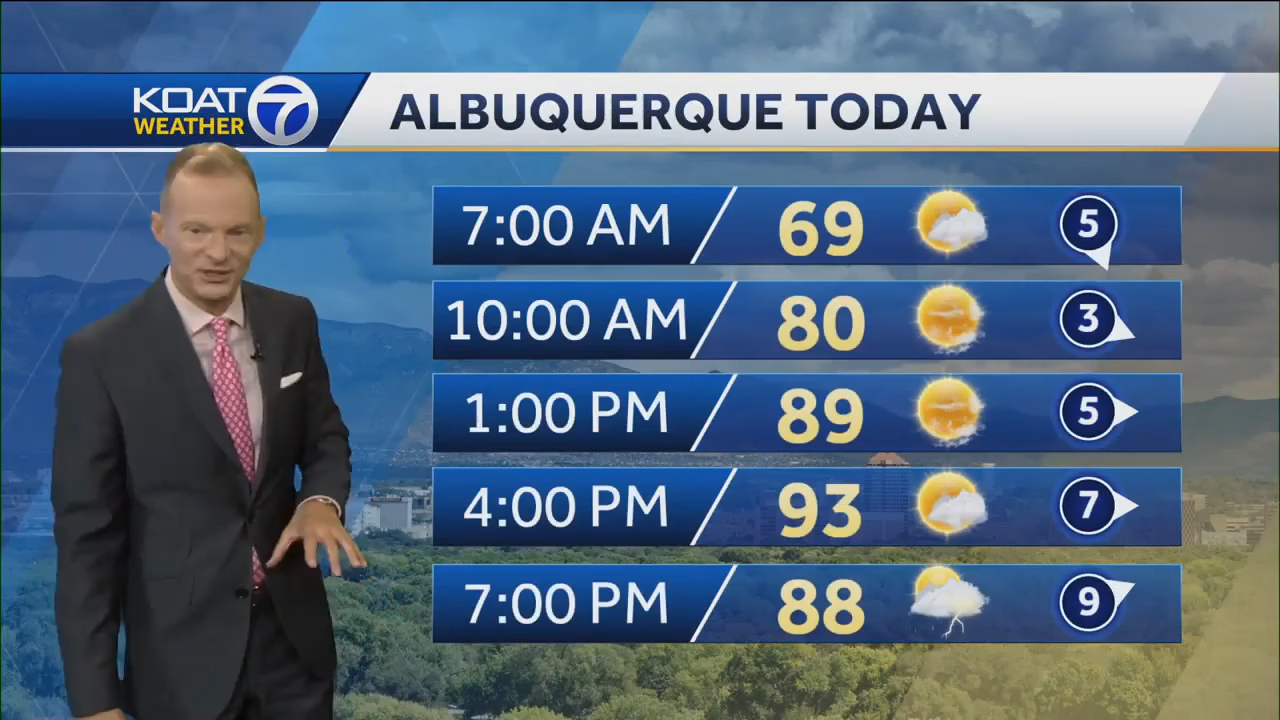 KOAT 7
WEATHER
ALBUQUERQUE TODAY
7:00 AM 69 5
10:00 AM 80 3
1:00 PM 89 5
4:00 PM 93 7
7:00 PM 88 9